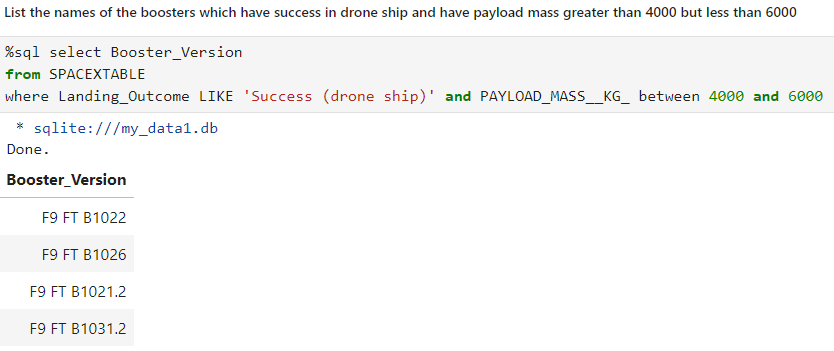 List the names of the boosters which have success in drone ship and have payload mass greater than 4000 but less than 6000
%sql select Booster_Version
from SPACEXTABLE
where Landing_Outcome LIKE 'Success (drone ship)' and PAYLOAD_MASS__KG_ between 4000 and 6000
* sqlite:///my_data1.db
Done.
Booster_Version
F9 FT B1022
F9 FT B1026
F9 FT B1021.2
F9 FT B1031.2